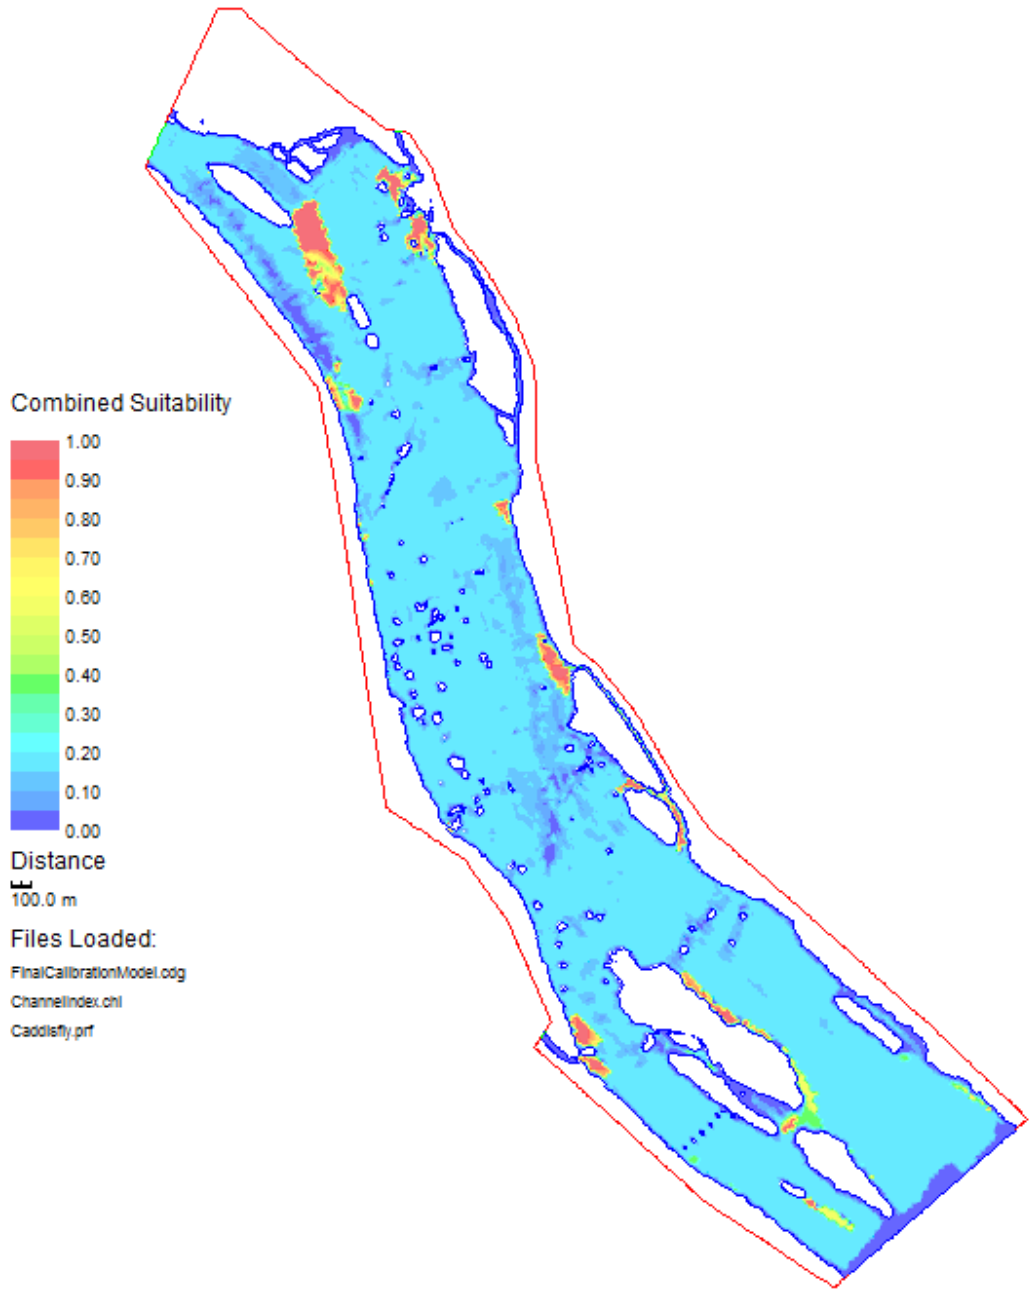 Combined Suitability
1.00
0.90
0.80
0.70
0.60
0.50
0.40
0.30
0.20
0.10
0.00
Distance
100.0 m
Files Loaded:
FinalCalibrationModel.cdg
ChannelIndex.chi
Caddisfly.prf